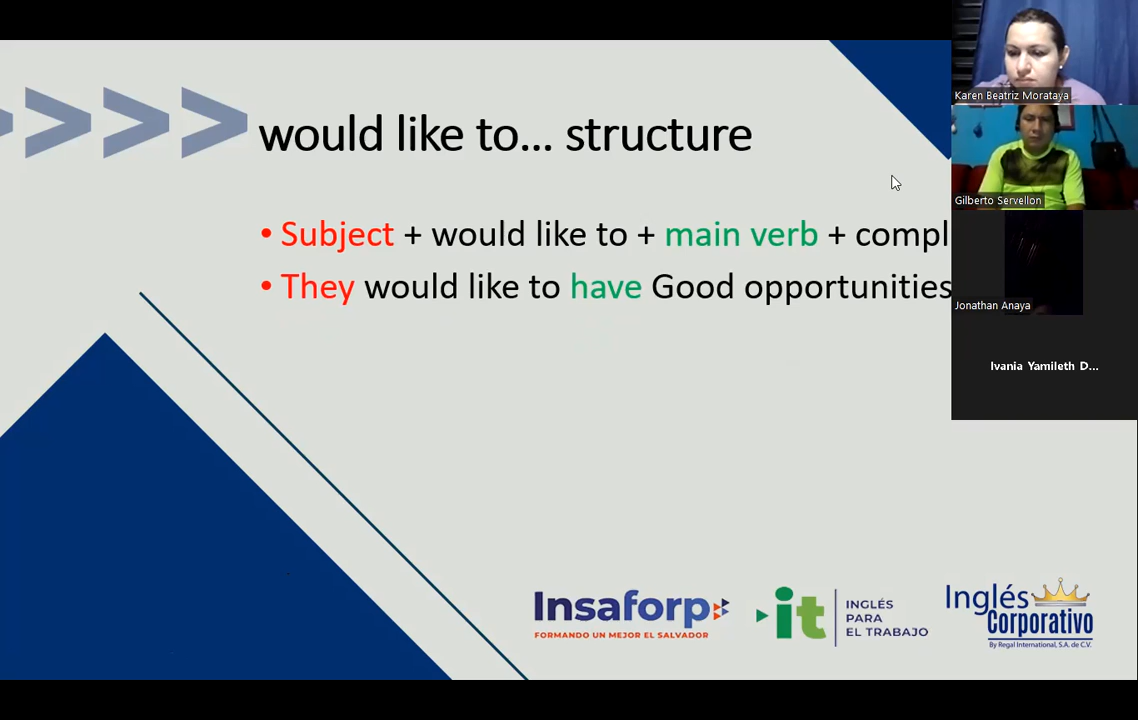 would like to... structure
• Subject + would like to + main verb + compl
• They would like to have Good opportunities
Karen Beatriz Morataya
Gilberto Servellon
Jonathan Anaya
Ivania Yamileth D...
Insaforp
FORMANDO UN MEJOR EL SALVADOR
it
INGLÉS
PARA
EL TRABAJO
Inglés
Corporativo
By Regal International, S.A. de C.V.